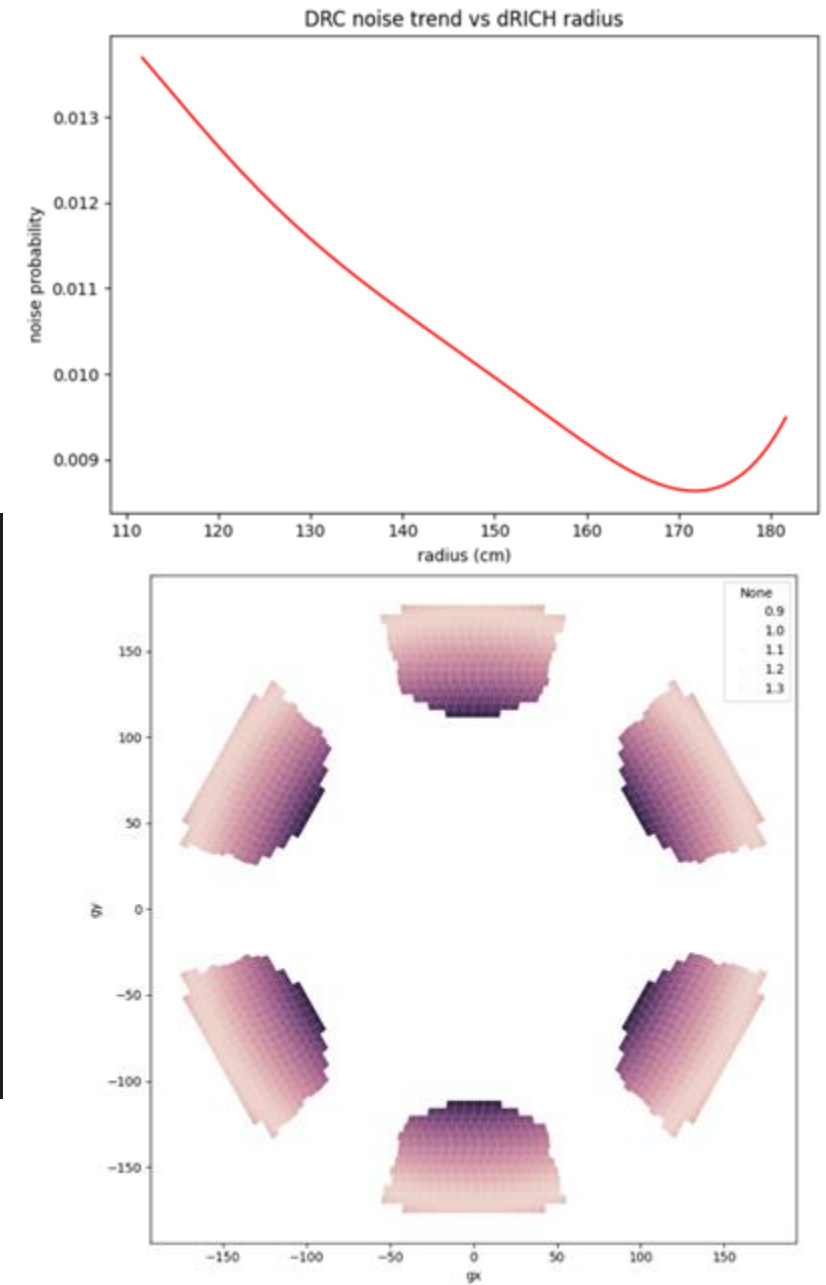 DRC noise trend vs dRICH radius
0.013
0.012
0.011
0.010
0.009
noise probability
110 120 130 140 150 160 170 180
radius (cm)
None
0.9
1.0
1.1
1.2
1.3
150
100
50
0
−50
−100
−150
gy
−150 −100 −50 0 50 100 150
gx